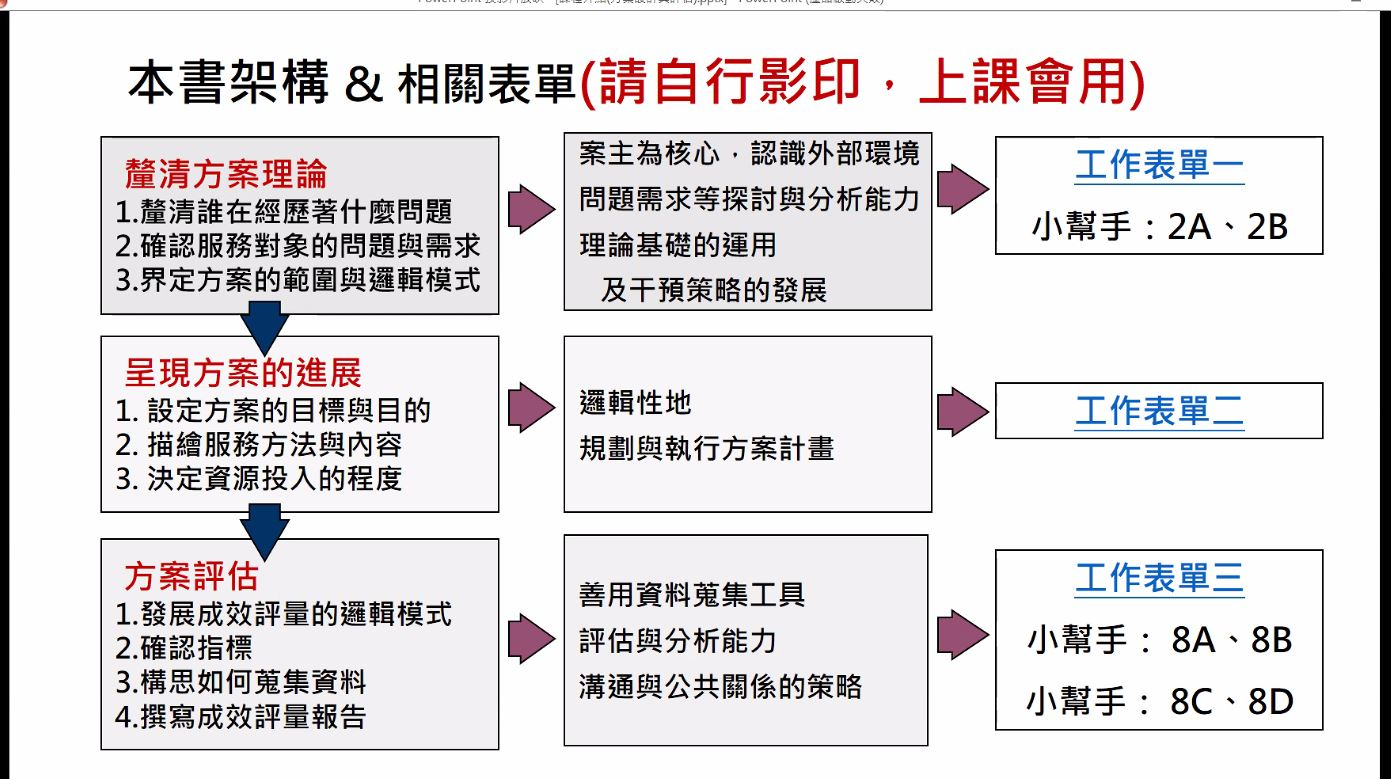 本書架構 & 相關表單(請自行影印，上課會用)
釐清方案理論
1.釐清誰在經歷著什麼問題
2.確認服務對象的問題與需求
3.界定方案的範圍與邏輯模式
案主為核心，認識外部環境
問題需求等探討與分析能力
理論基礎的運用
及干預策略的發展
工作表單一
小幫手：2A、2B
呈現方案的進展
1. 設定方案的目標與目的
2. 描繪服務方法與內容
3. 決定資源投入的程度
邏輯性地
規劃與執行方案計畫
工作表單二
方案評估
1.發展成效評量的邏輯模式
2.確認指標
3.構思如何蒐集資料
4.撰寫成效評量報告
善用資料蒐集工具
評估與分析能力
溝通與公共關係的策略
工作表單三
小幫手： 8A、8B
小幫手： 8C、8D